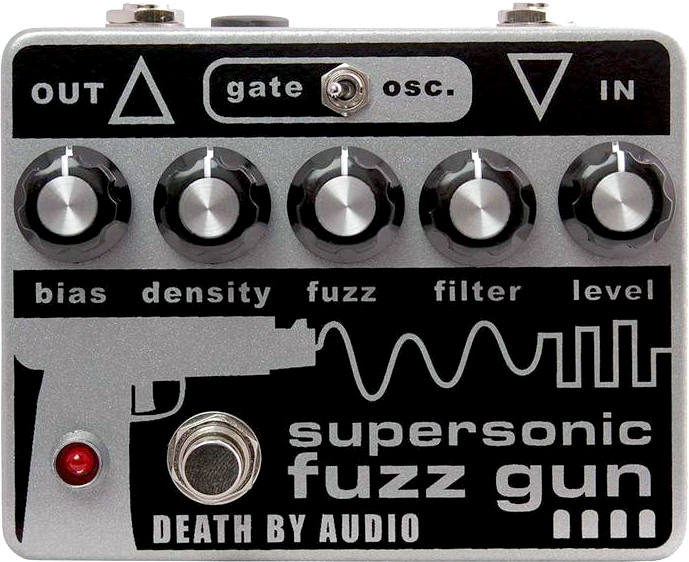 OUT gate osc. IN
bias density fuzz filter level
supersonic
fuzz gun
DEATH BY AUDIO